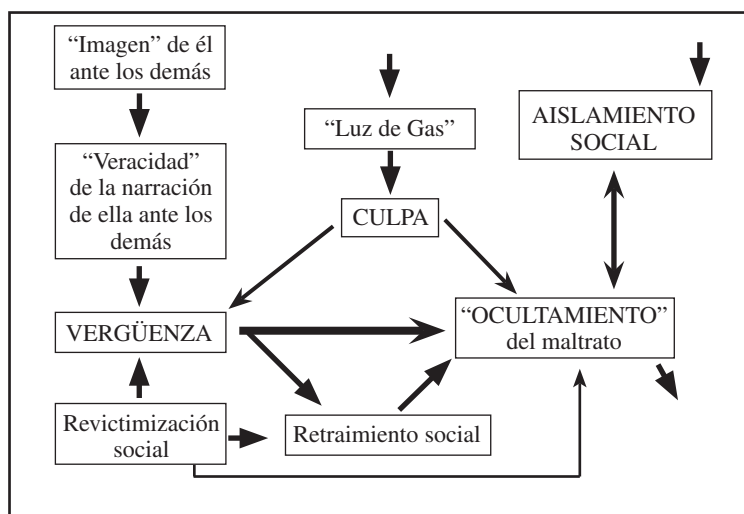 “Imagen” de él
ante los demás
“Luz de Gas”
AISLAMIENTO
SOCIAL
“Veracidad”
de la narración
de ella ante los
demás
CULPA
VERGÜENZA
“OCULTAMIENTO”
del maltrato
Revictimización
social
Retraimiento social